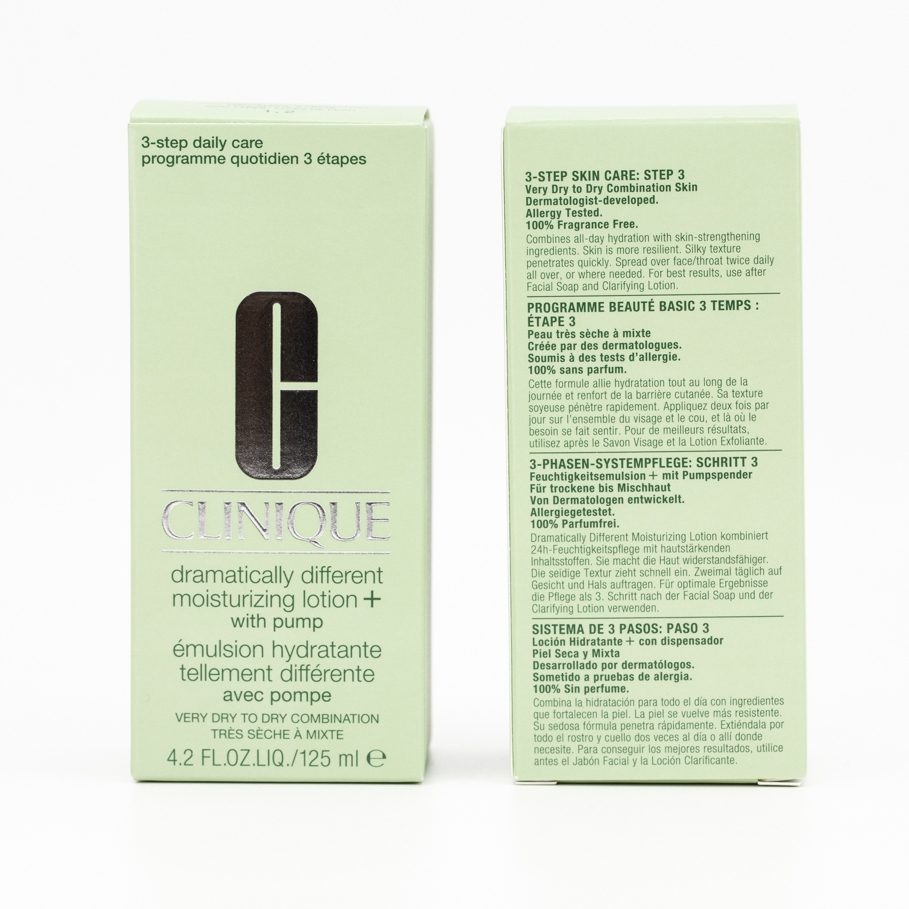 3-step daily care
programme quotidien 3 étapes
CLINIQUE
dramatically different
moisturizing lotion+
with pump
émulsion hydratante
tellement différente
avec pompe
VERY DRY TO DRY COMBINATION
TRÈS SÈCHE À MIXTE
4.2 FL.OZ.LIQ./125 ml ℮
3-STEP SKIN CARE: STEP 3
Very Dry to Dry Combination Skin
Dermatologist-developed.
Allergy Tested.
100% Fragrance Free.
Combines all-day hydration with skin-strengthening
ingredients. Skin is more resilient. Silky texture
penetrates quickly. Spread over face/throat twice daily
all over, or where needed. For best results, use after
Facial Soap and Clarifying Lotion.
PROGRAMME BEAUTÉ BASIC 3 TEMPS :
ÉTAPE 3
Peau très sèche à mixte
Créée par des dermatologues.
Soumis à des tests d'allergie.
100% sans parfum.
Cette formule allie hydratation tout au long de la
journée et renfort de la barrière cutanée. Sa texture
soyeuse pénètre rapidement. Appliquez deux fois par
jour sur l'ensemble du visage et le cou, et là où le
besoin se fait sentir. Pour de meilleurs résultats,
utilisez après le Savon Visage et la Lotion Exfoliante.
3-PHASEN-SYSTEMPFLEGE: SCHRITT 3
Feuchtigkeitsemulsion+ mit Pumpspender
Für trockene bis Mischhaut
Von Dermatologen entwickelt.
Allergiegetestet.
100% Parfumfrei.
Dramatically Different Moisturizing Lotion kombiniert
24h-Feuchtigkeitspflege mit hautstärkenden
Inhaltsstoffen. Sie macht die Haut widerstandsfähiger.
Die seidige Textur zieht schnell ein. Zweimal täglich auf
Gesicht und Hals auftragen. Für optimale Ergebnisse
die Pflege als 3. Schritt nach der Facial Soap und der
Clarifying Lotion verwenden.
SISTEMA DE 3 PASOS: PASO 3
Loción Hidratante+ con dispensador
Piel Seca y Mixta
Desarrollado por dermatólogos.
Sometido a pruebas de alergia.
100% Sin perfume.
Combina la hidratación para todo el día con ingredientes
que fortalecen la piel. La piel se vuelve más resistente.
Su sedosa fórmula penetra rápidamente. Extiéndala por
todo el rostro y cuello dos veces al día o allí donde
necesite. Para conseguir los mejores resultados, utilice
antes el Jabón Facial y la Loción Clarificante.